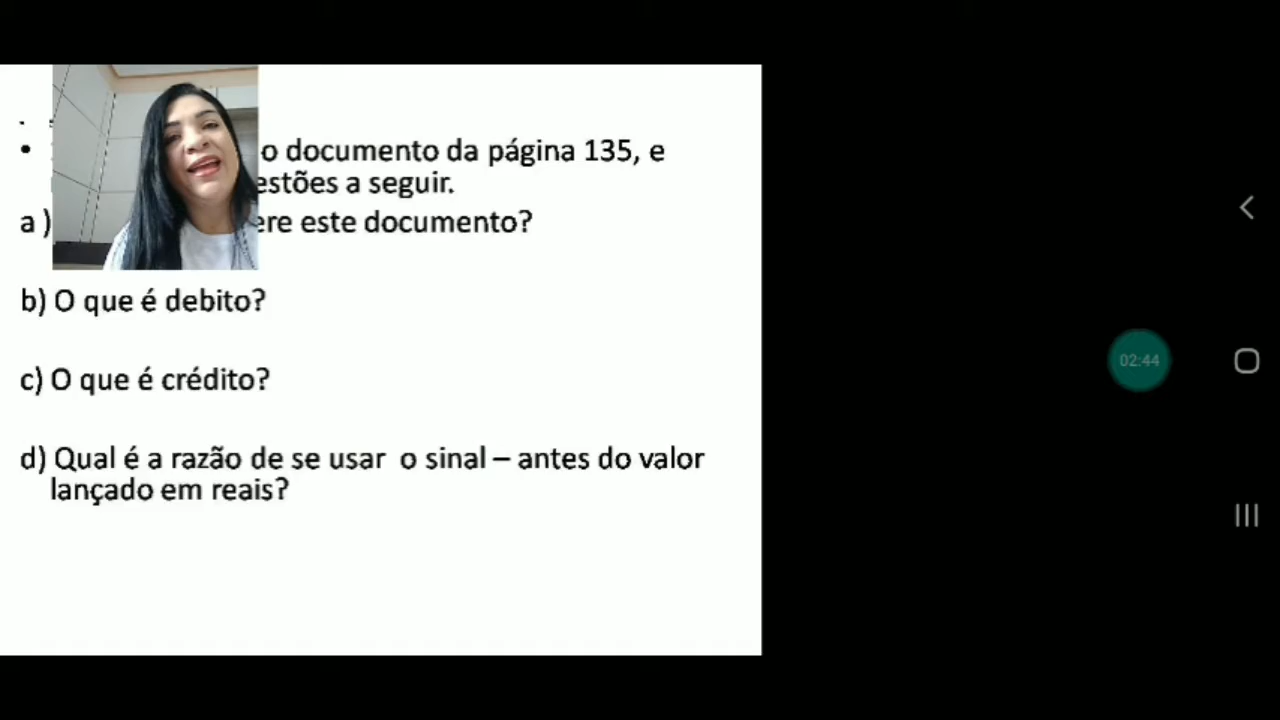 • o documento da página 135, e
estões a seguir.
a) ere este documento?
b) O que é debito?
c) O que é crédito?
d) Qual é a razão de se usar o sinal – antes do valor
lançado em reais?
02:44